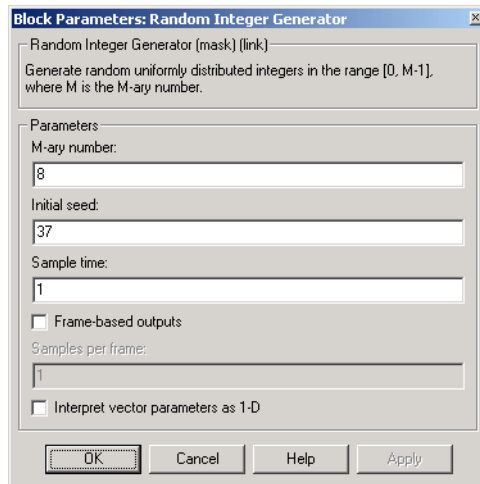 Block Parameters: Random Integer Generator
Random Integer Generator (mask) (link)
Generate random uniformly distributed integers in the range [0, M-1],
where M is the M-ary number.
Parameters
M-ary number:
8
Initial seed:
37
Sample time:
1
Frame-based outputs
Samples per frame:
1
Interpret vector parameters as 1-D
OK Cancel Help Apply